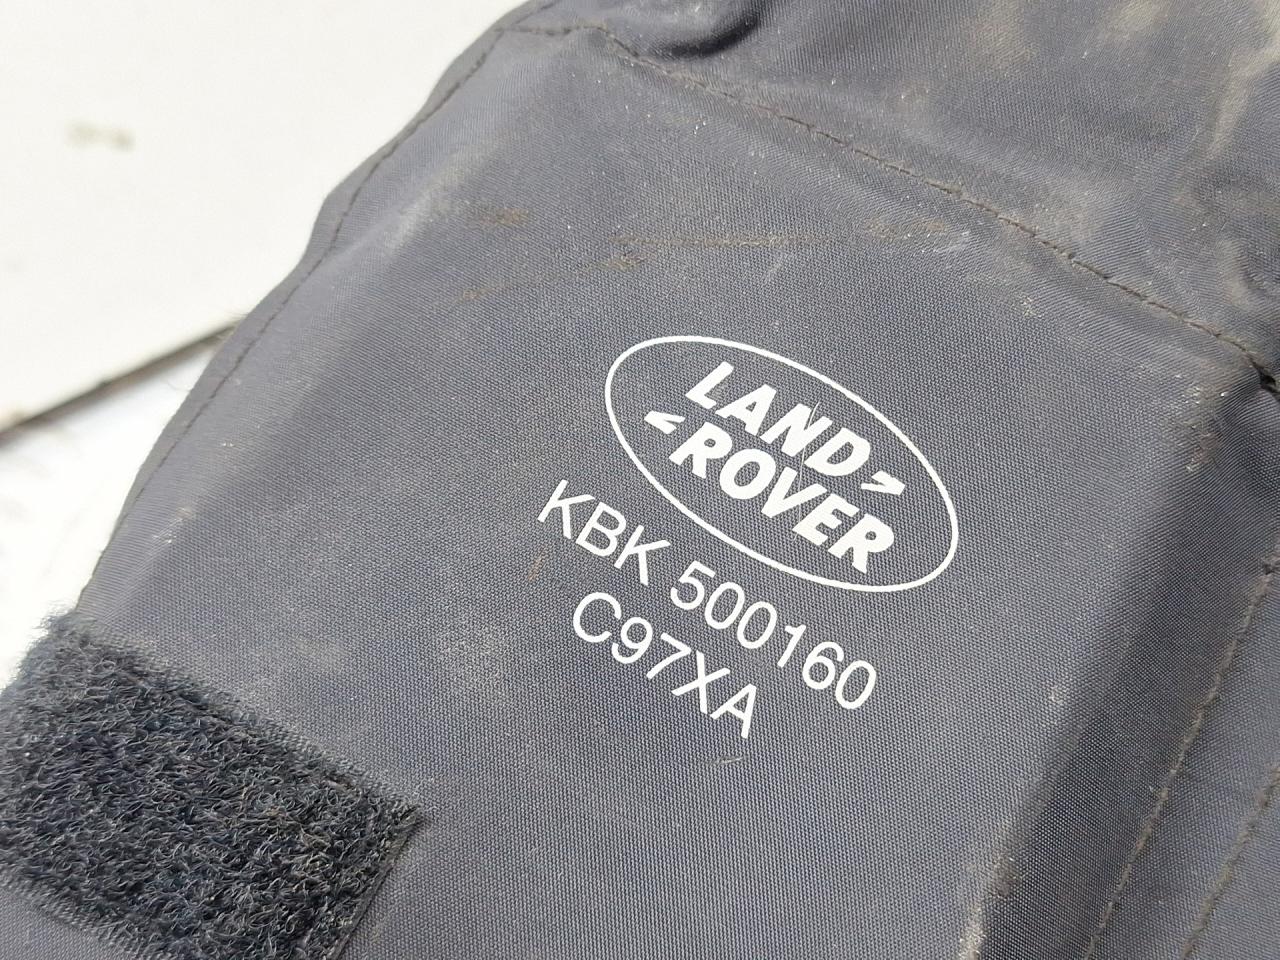 LAND
ROVER
KBK 500160
C97XA